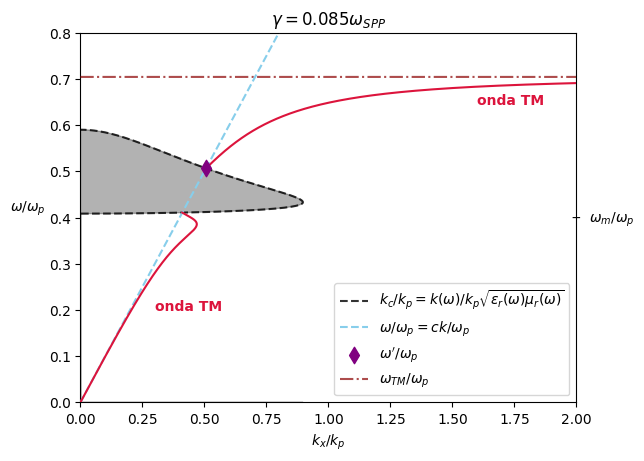 γ = 0.085ω_SPP
0.8
0.7
0.6
0.5
0.4
0.3
0.2
0.1
0.0
ω/ω_p
onda TM
onda TM
ω_m/ω_p
k_c/k_p = k(ω)/k_p√(ε_r(ω)μ_r(ω))
ω/ω_p = ck/ω_p
ω′/ω_p
ω_TM/ω_p
0.00 0.25 0.50 0.75 1.00 1.25 1.50 1.75 2.00
k_x/k_p